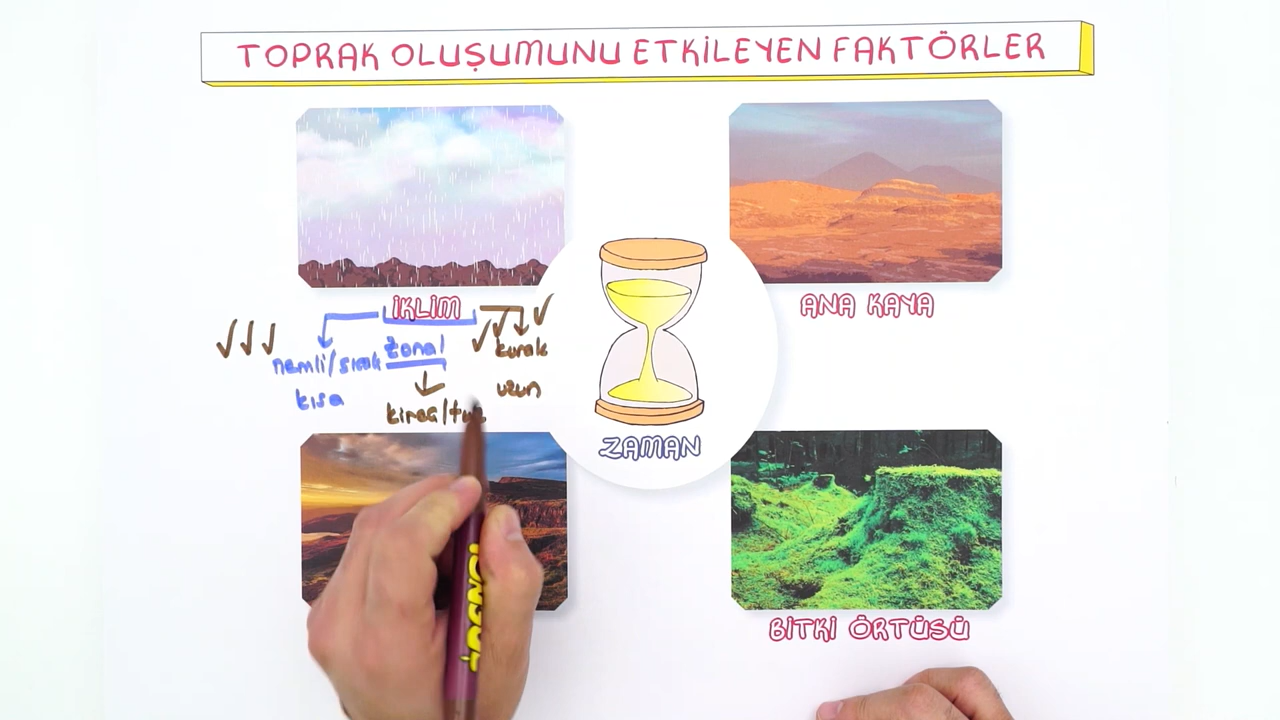 TOPRAK OLUŞUMUNU ETKİLEYEN FAKTÖRLER
İKLİM
nemli/sıcak
kısa
zonal
kireç/tuz
kurak
uzun
ZAMAN
ANA KAYA
BİTKİ ÖRTÜSÜ